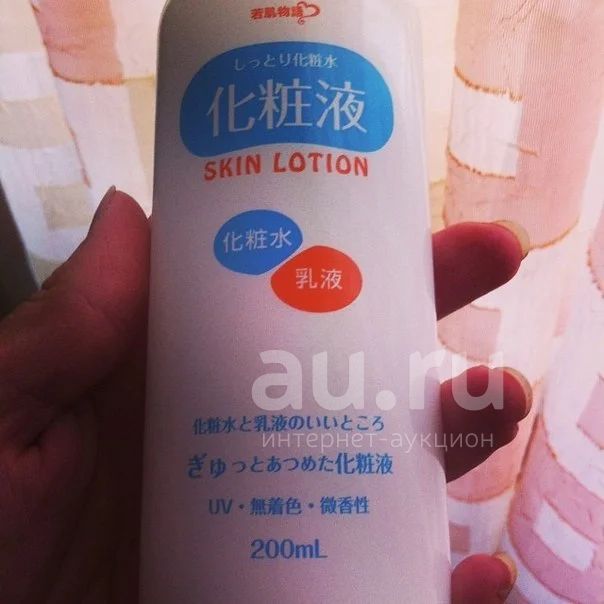 若肌物語
しっとり化粧水
化粧液
SKIN LOTION
化粧水
乳液
au.ru
интернет-аукцион
化粧水と乳液のいいところ
ぎゅっとあつめた化粧液
UV・無着色・微香性
200mL